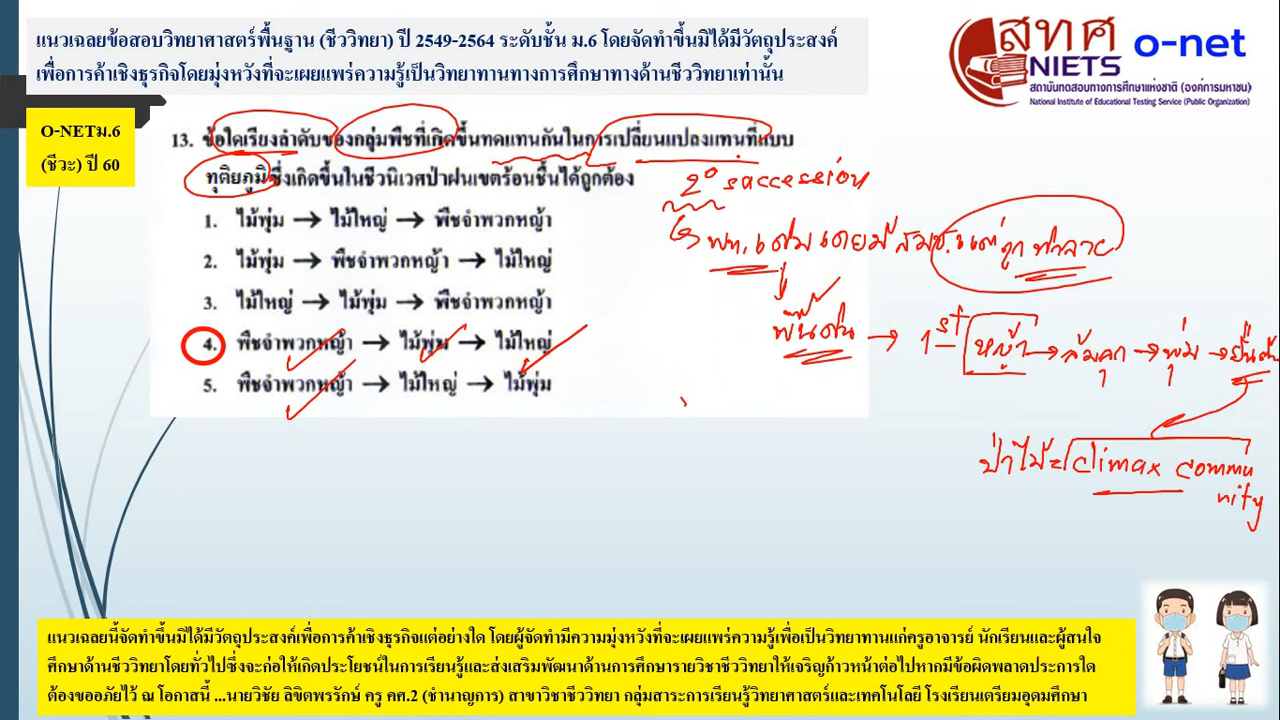 แนวเฉลยข้อสอบวิทยาศาสตร์พื้นฐาน (ชีววิทยา) ปี 2549-2564 ระดับชั้น ม.6 โดยจัดทำขึ้นมิได้มีวัตถุประสงค์
เพื่อการค้าเชิงธุรกิจโดยมุ่งหวังที่จะเผยแพร่ความรู้เป็นวิทยาทานทางการศึกษาทางด้านชีววิทยาเท่านั้น
สทศ
NIETS
o-net
สถาบันทดสอบทางการศึกษาแห่งชาติ (องค์การมหาชน)
National Institute of Educational Testing Service (Public Organization)
O-NETม.6
(ชีวะ) ปี 60
13. ข้อใดเรียงลำดับของกลุ่มพืชที่เกิดขึ้นทดแทนกันในการเปลี่ยนแปลงแทนที่แบบ
ทุติยภูมิซึ่งเกิดขึ้นในชีวนิเวศป่าฝนเขตร้อนชื้นได้ถูกต้อง
2° succession
1. ไม้พุ่ม → ไม้ใหญ่ → พืชจำพวกหญ้า
พท. เดิมเคยมี สมช. แต่ถูกทำลาย
2. ไม้พุ่ม → พืชจำพวกหญ้า → ไม้ใหญ่
3. ไม้ใหญ่ → ไม้พุ่ม → พืชจำพวกหญ้า
พื้นดิน → 1st หญ้า → ล้มลุก → พุ่ม → ยืนต้น
4. พืชจำพวกหญ้า → ไม้พุ่ม → ไม้ใหญ่
5. พืชจำพวกหญ้า → ไม้ใหญ่ → ไม้พุ่ม
ป่าไม้ = climax commu
nity
แนวเฉลยนี้จัดทำขึ้นมิได้มีวัตถุประสงค์เพื่อการค้าเชิงธุรกิจแต่อย่างใด โดยผู้จัดทำมีความมุ่งหวังที่จะเผยแพร่ความรู้เพื่อเป็นวิทยาทานแก่ครูอาจารย์ นักเรียนและผู้สนใจ
ศึกษาด้านชีววิทยาโดยทั่วไปซึ่งจะก่อให้เกิดประโยชน์ในการเรียนรู้และส่งเสริมพัฒนาด้านการศึกษารายวิชาชีววิทยาให้เจริญก้าวหน้าต่อไปหากมีข้อผิดพลาดประการใด
ต้องขออภัยไว้ ณ โอกาสนี้ ...นายวิชัย ลิขิตพรรักษ์ ครู คศ.2 (ชำนาญการ) สาขาวิชาชีววิทยา กลุ่มสาระการเรียนรู้วิทยาศาสตร์และเทคโนโลยี โรงเรียนเตรียมอุดมศึกษา